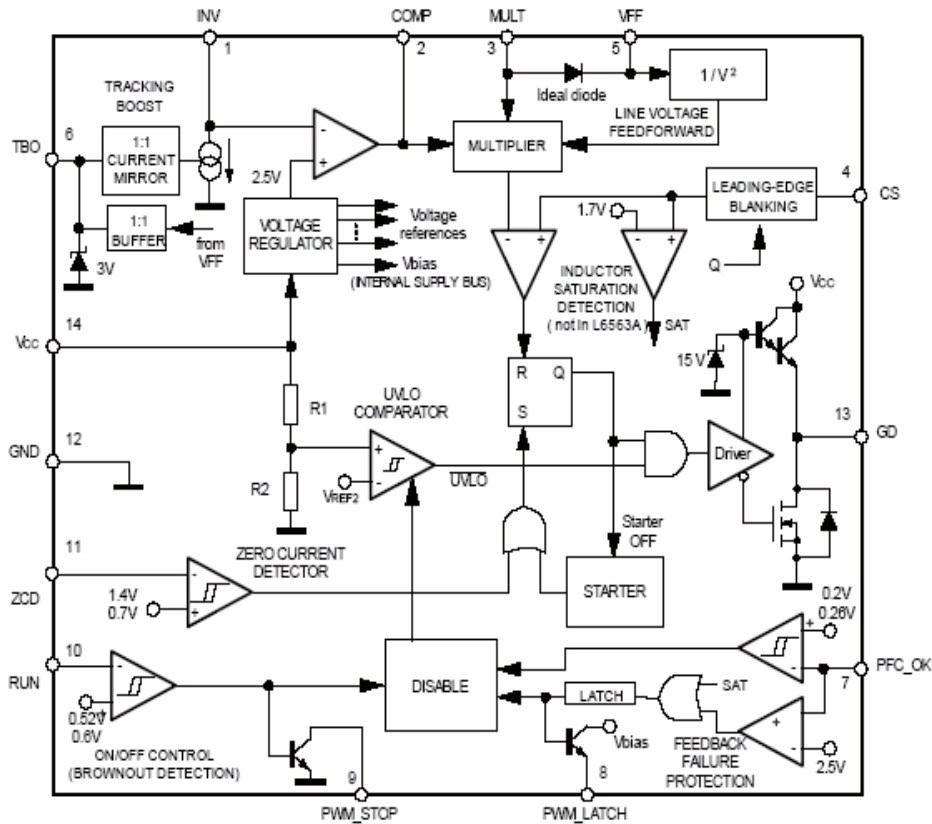 INV
COMP
MULT
VFF
1
2
3
5
TRACKING
BOOST
Ideal diode
1 / V²
LINE VOLTAGE
FEEDFORWARD
6
TBO
1:1
CURRENT
MIRROR
-
+
MULTIPLIER
2.5V
4
CS
LEADING-EDGE
BLANKING
1:1
BUFFER
from
VFF
3V
VOLTAGE
REGULATOR
Voltage
references
Vbias
(INTERNAL SUPPLY BUS)
1.7V
-
+
-
+
Q
INDUCTOR
SATURATION
DETECTION
( not in L6563A )
SAT
Vcc
14
Vcc
15 V
R
Q
S
R1
UVLO
COMPARATOR
13
GD
12
GND
R2
+
-
VREF2
UVLO
Driver
Starter
OFF
11
ZCD
ZERO CURRENT
DETECTOR
-
+
1.4V
0.7V
STARTER
0.2V
0.26V
+
-
10
RUN
-
+
0.52V
0.6V
DISABLE
PFC_OK
7
LATCH
SAT
+
-
2.5V
Vbias
ON/OFF CONTROL
(BROWNOUT DETECTION)
FEEDBACK
FAILURE
PROTECTION
9
8
PWM_STOP
PWM_LATCH